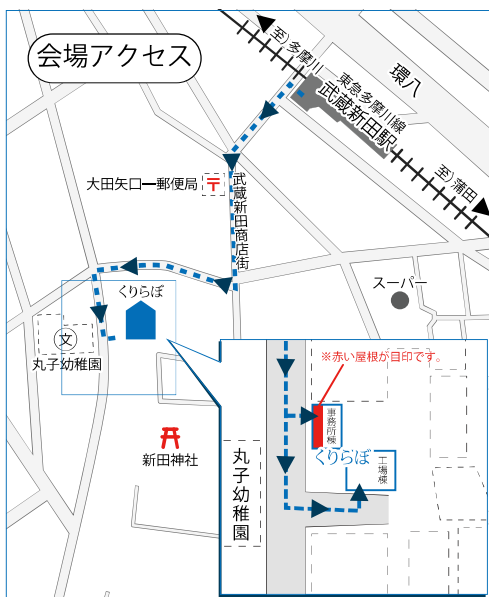 会場アクセス
至)多摩川
環八
東急多摩川線
武蔵新田駅
至)蒲田
大田矢口一郵便局
武蔵新田商店街
くりらぼ
スーパー
文
丸子幼稚園
新田神社
※赤い屋根が目印です。
事務所棟
くりらぼ
工場棟
丸子幼稚園